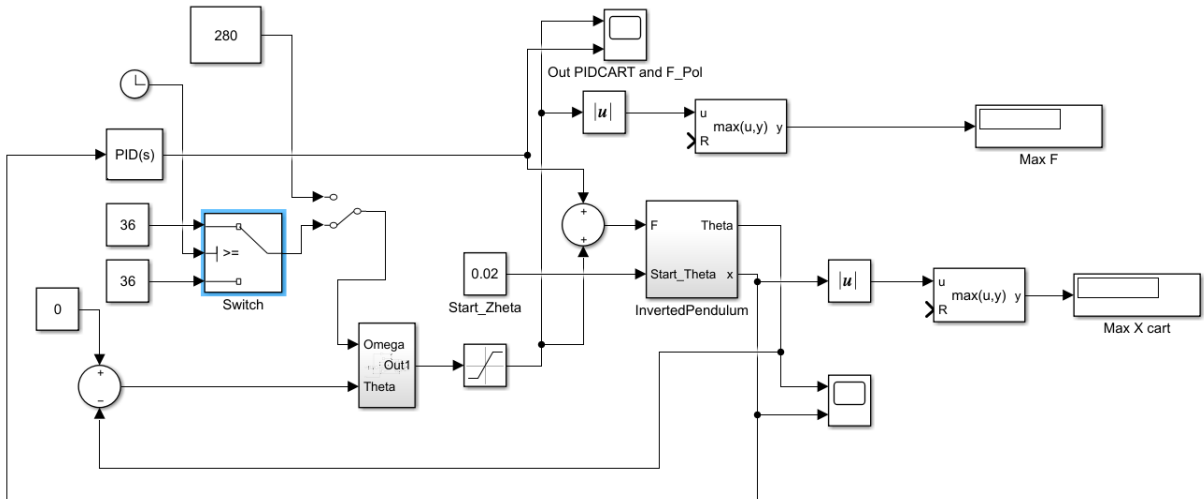 280
Out PIDCART and F_Pol
|u|
u
R
max(u,y)
y
Max F
PID(s)
36
>=
36
Switch
0
+
−
Omega
Theta
Out1
0.02
Start_Zheta
+
+
F
Start_Theta
Theta
x
InvertedPendulum
|u|
u
R
max(u,y)
y
Max X cart